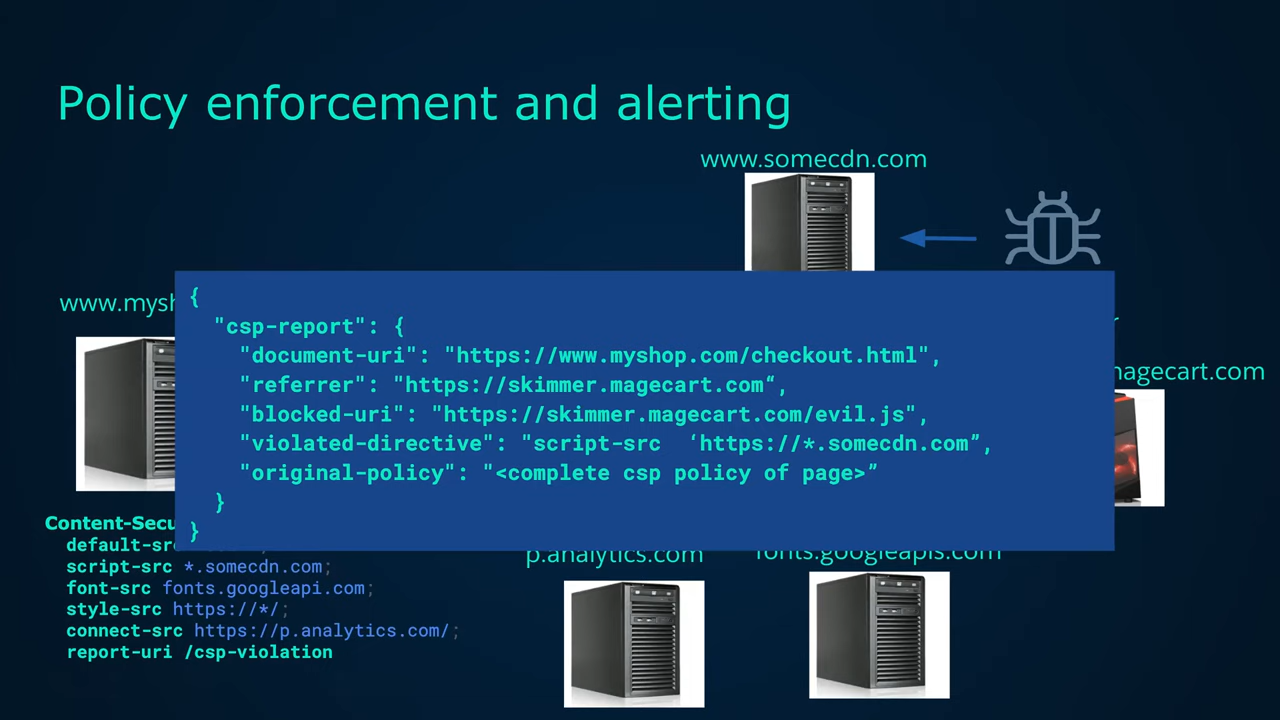 Policy enforcement and alerting
www.somecdn.com
www.mysh
{
"csp-report": {
"document-uri": "https://www.myshop.com/checkout.html",
"referrer": "https://skimmer.magecart.com“,
"blocked-uri": "https://skimmer.magecart.com/evil.js",
"violated-directive": "script-src ‘https://*.somecdn.com”,
"original-policy": "<complete csp policy of page>”
}
}
magecart.com
Content-Secu
default-src
script-src *.somecdn.com;
font-src fonts.googleapi.com;
style-src https://*/;
connect-src https://p.analytics.com/;
report-uri /csp-violation
p.analytics.com
fonts.googleapis.com